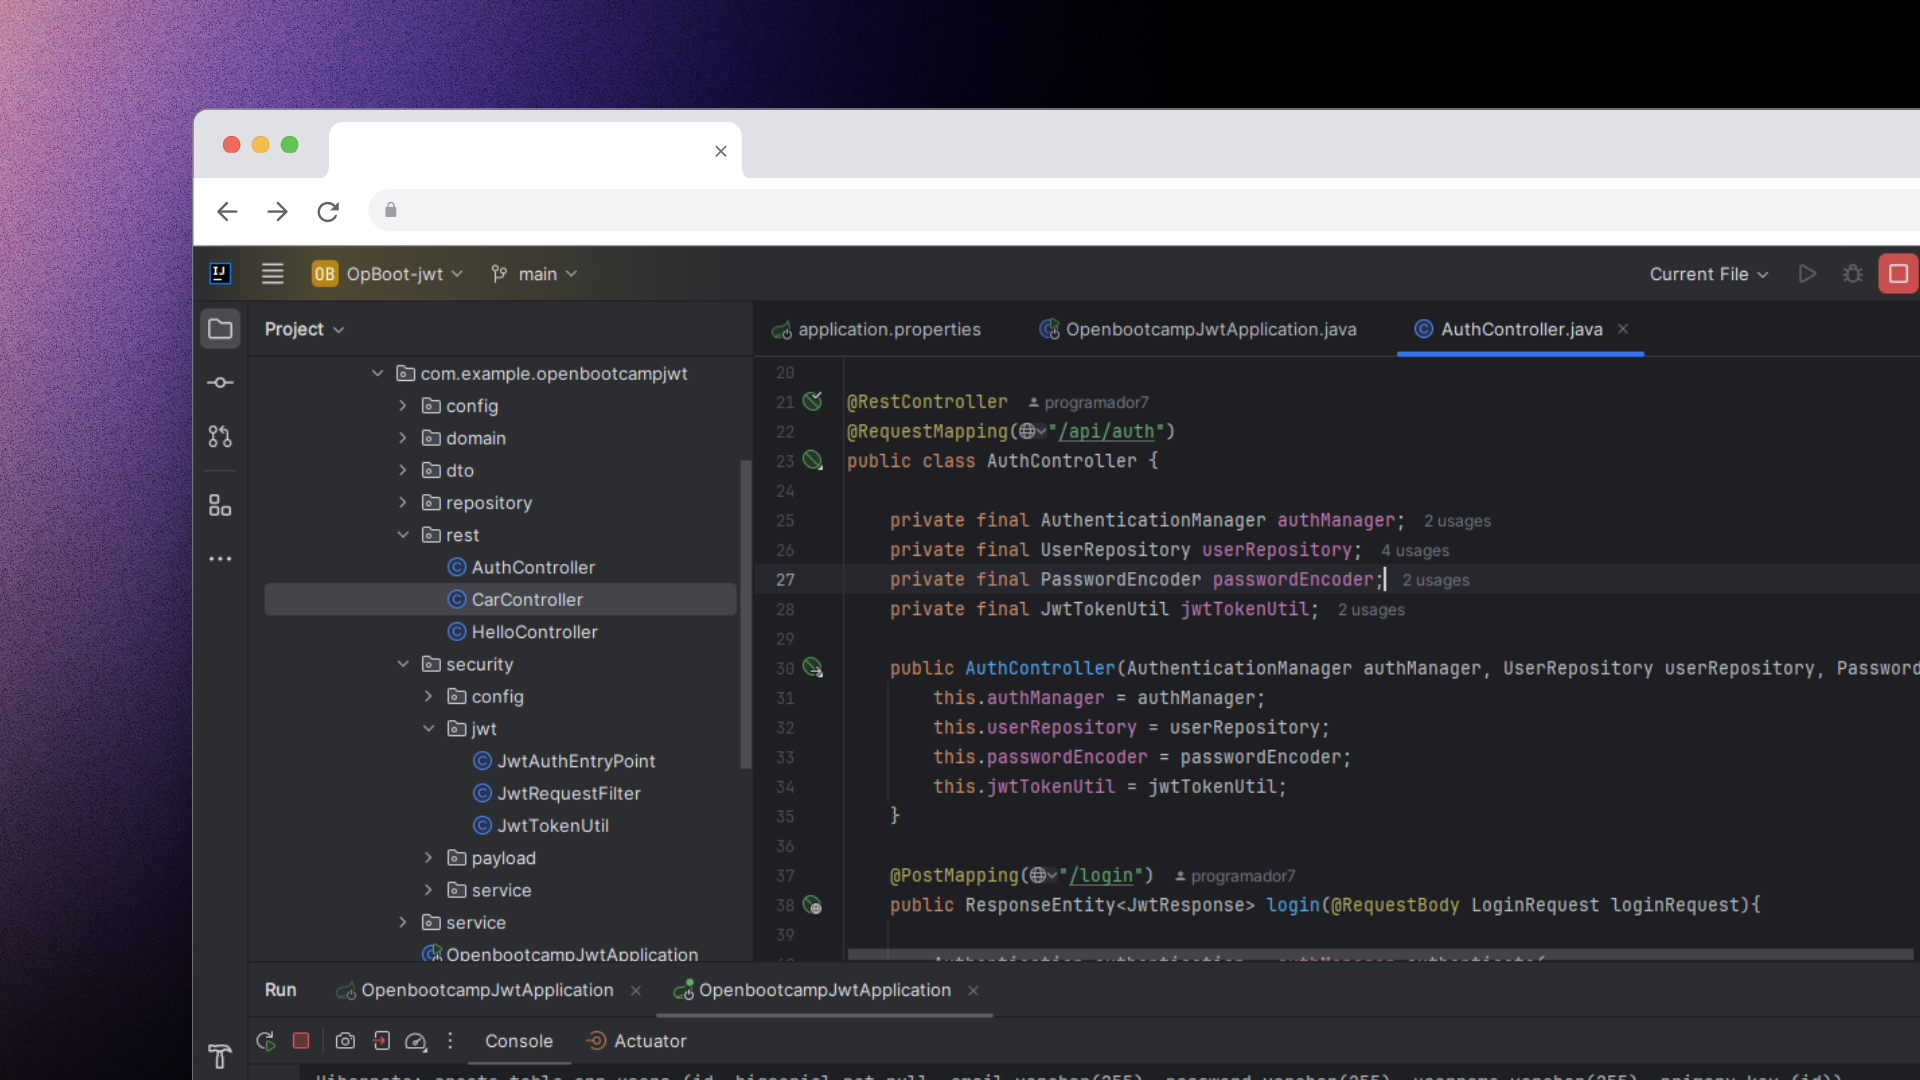 IJ
OB OpBoot-jwt main Current File
Project
application.properties OpenbootcampJwtApplication.java AuthController.java
com.example.openbootcampjwt
config
domain
dto
repository
rest
AuthController
CarController
HelloController
security
config
jwt
JwtAuthEntryPoint
JwtRequestFilter
JwtTokenUtil
payload
service
service
OpenbootcampJwtApplication
20
21 @RestController programador7
22 @RequestMapping("/api/auth")
23 public class AuthController {
24
25 private final AuthenticationManager authManager; 2 usages
26 private final UserRepository userRepository; 4 usages
27 private final PasswordEncoder passwordEncoder; 2 usages
28 private final JwtTokenUtil jwtTokenUtil; 2 usages
29
30 public AuthController(AuthenticationManager authManager, UserRepository userRepository, Password
31 this.authManager = authManager;
32 this.userRepository = userRepository;
33 this.passwordEncoder = passwordEncoder;
34 this.jwtTokenUtil = jwtTokenUtil;
35 }
36
37 @PostMapping("/login") programador7
38 public ResponseEntity<JwtResponse> login(@RequestBody LoginRequest loginRequest){
39
Run OpenbootcampJwtApplication OpenbootcampJwtApplication
Console Actuator